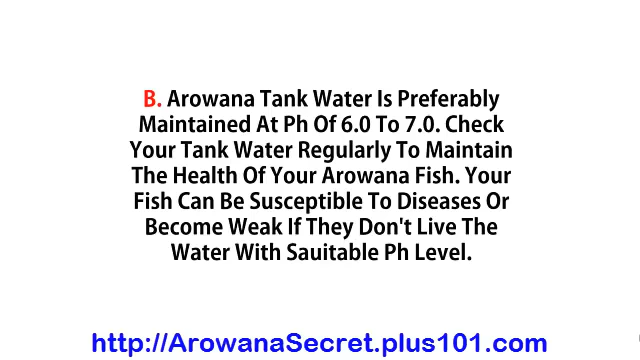 B. Arowana Tank Water Is Preferably
Maintained At Ph Of 6.0 To 7.0. Check
Your Tank Water Regularly To Maintain
The Health Of Your Arowana Fish. Your
Fish Can Be Susceptible To Diseases Or
Become Weak If They Don't Live The
Water With Sauitable Ph Level.
http://ArowanaSecret.plus101.com